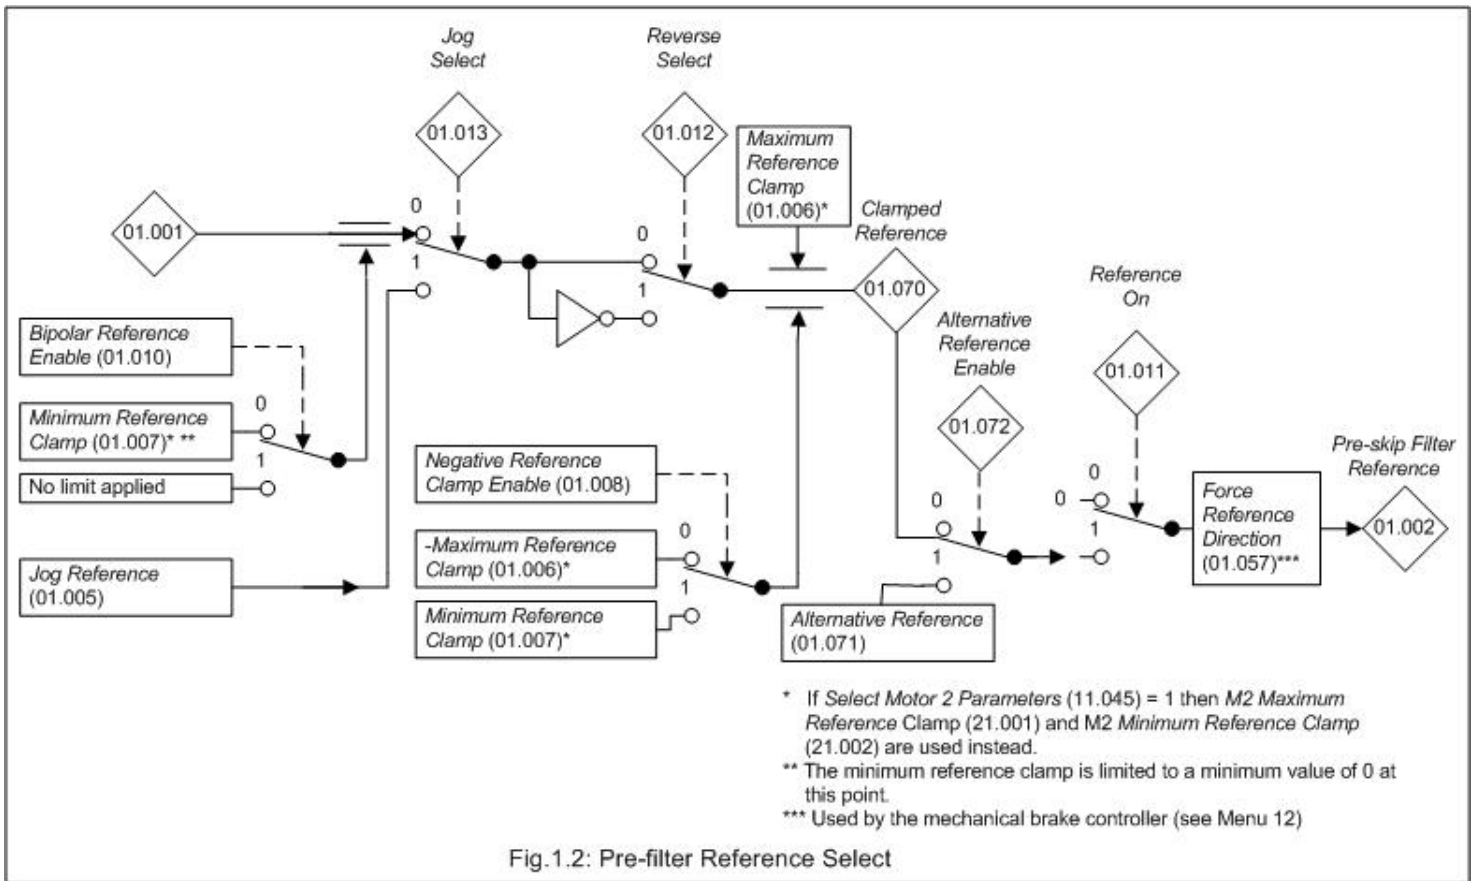 Jog
Select
Reverse
Select
01.013
01.012
Maximum
Reference
Clamp
(01.006)*
Clamped
Reference
0
1
0
1
01.001
01.070
Reference
On
Bipolar Reference
Enable (01.010)
Alternative
Reference
Enable
01.011
0
Minimum Reference
Clamp (01.007)* **
1
No limit applied
01.072
Negative Reference
Clamp Enable (01.008)
Pre-skip Filter
Reference
0
0
0
1
Force
Reference
Direction
(01.057)***
01.002
0
-Maximum Reference
Clamp (01.006)*
1
1
Jog Reference
(01.005)
Minimum Reference
Clamp (01.007)*
Alternative Reference
(01.071)
* If Select Motor 2 Parameters (11.045) = 1 then M2 Maximum
Reference Clamp (21.001) and M2 Minimum Reference Clamp
(21.002) are used instead.
** The minimum reference clamp is limited to a minimum value of 0 at
this point.
*** Used by the mechanical brake controller (see Menu 12)
Fig.1.2: Pre-filter Reference Select